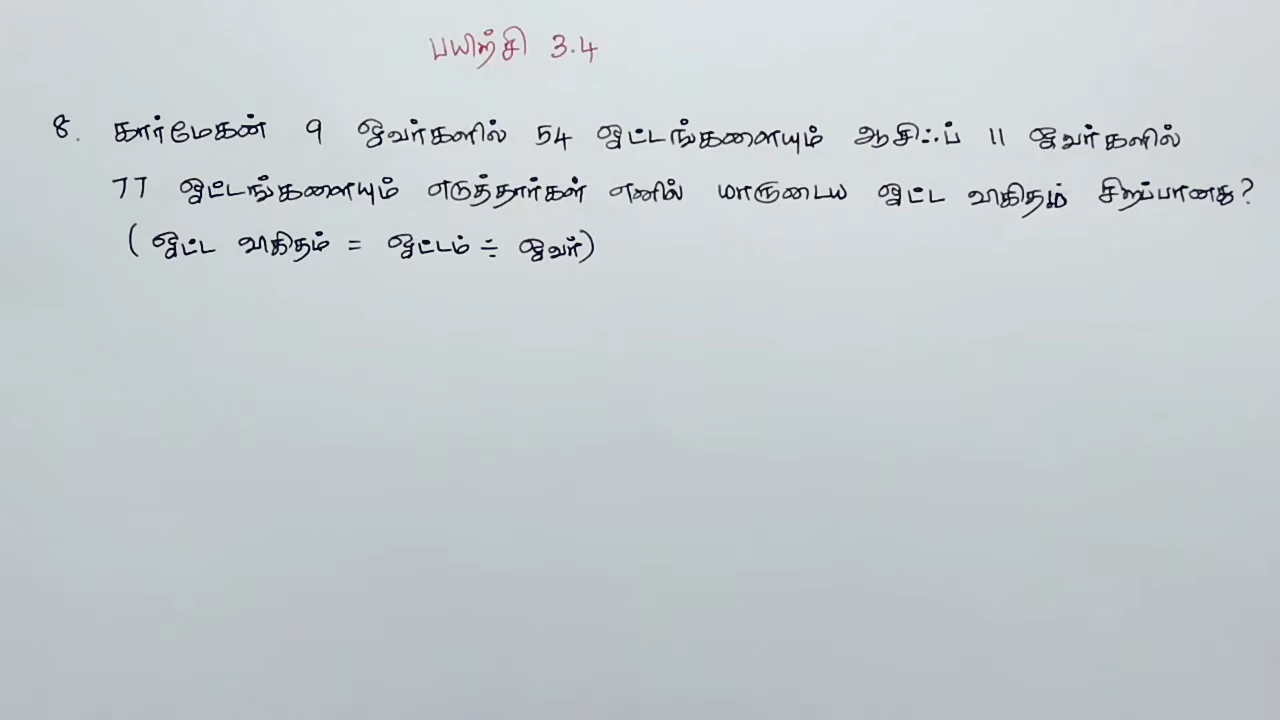 பயிற்சி 3.4
8. கார்மேகன் 9 ஓவர்களில் 54 ஓட்டங்களையும் ஆசிஃப் 11 ஓவர்களில்
77 ஓட்டங்களையும் எடுத்தார்கள் எனில் யாருடைய ஓட்ட விகிதம் சிறப்பானது?
( ஓட்ட விகிதம் = ஓட்டம் ÷ ஓவர்)